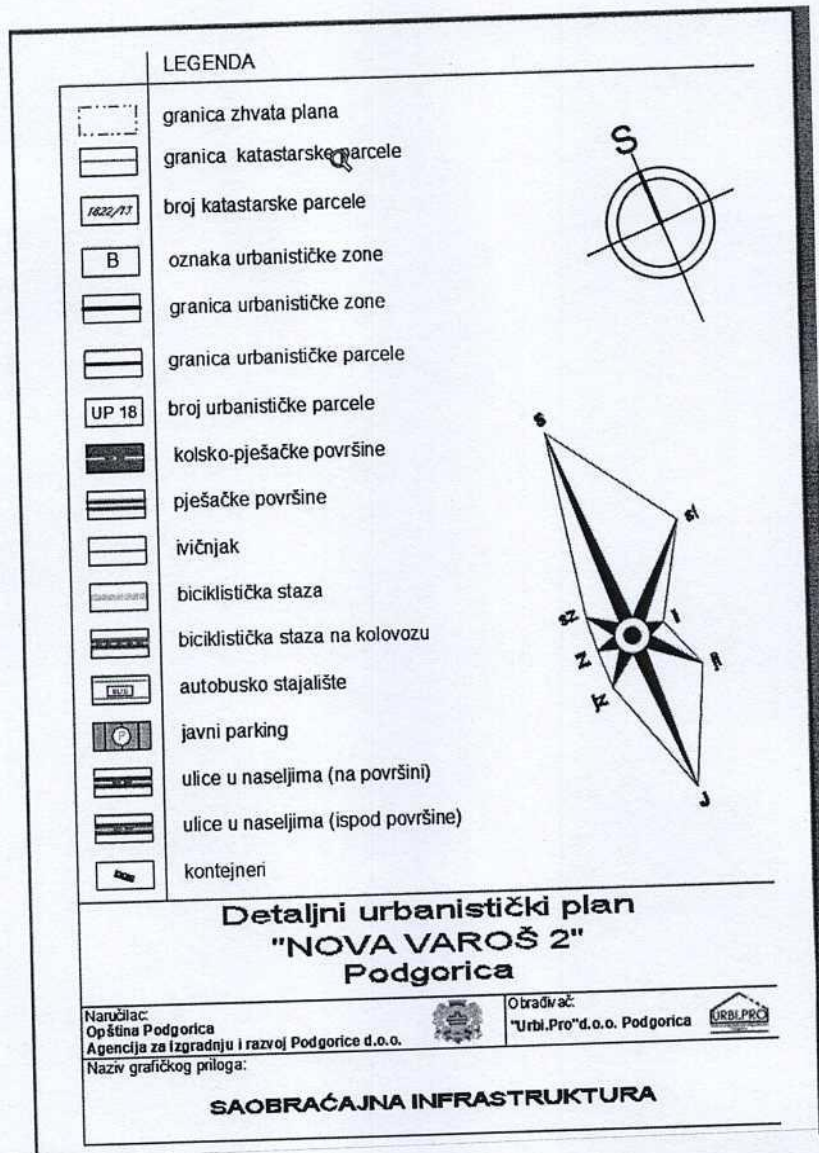 LEGENDA
granica zhvata plana
granica katastarske parcele
1622/11
broj katastarske parcele
B
oznaka urbanističke zone
granica urbanističke zone
granica urbanističke parcele
UP 18
broj urbanističke parcele
kolsko-pješačke površine
pješačke površine
ivičnjak
biciklistička staza
biciklistička staza na kolovozu
BUS
autobusko stajalište
P
javni parking
ulice u naseljima (na površini)
ulice u naseljima (ispod površine)
kontejneri
S
S
SI
I
JI
J
JZ
Z
SZ
Detaljni urbanistički plan
"NOVA VAROŠ 2"
Podgorica
Naručilac:
Opština Podgorica
Agencija za izgradnju i razvoj Podgorice d.o.o.
Obrađivač:
"Urbi.Pro"d.o.o. Podgorica
URBI.PRO
Naziv grafičkog priloga:
SAOBRAĆAJNA INFRASTRUKTURA